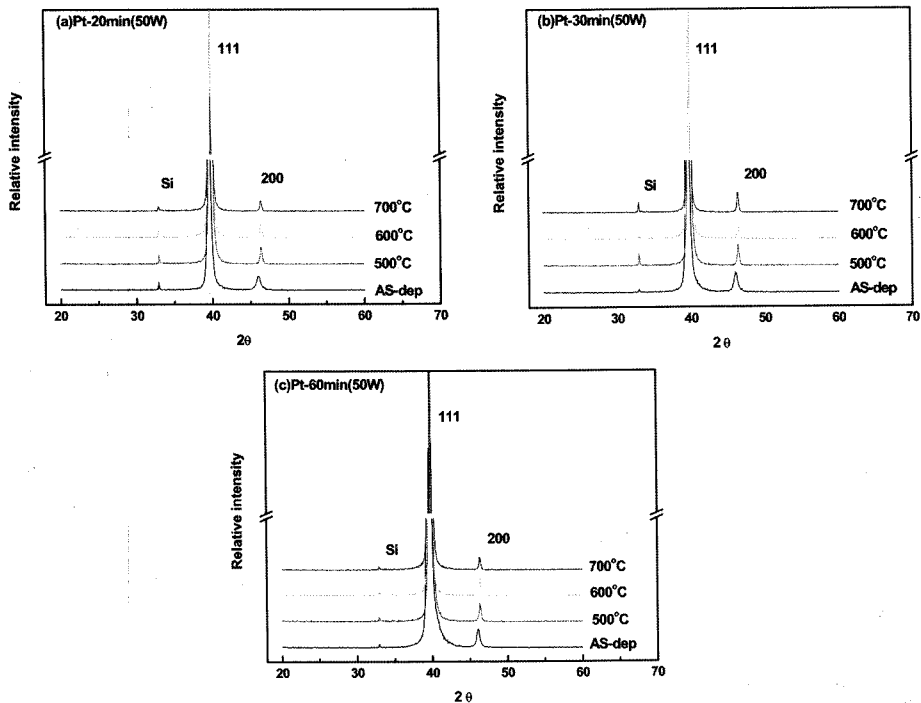 (a)Pt-20min(50W)
111
Relative intensity
Si
200
700°C
600°C
500°C
AS-dep
20 30 40 50 60 70
2θ
(b)Pt-30min(50W)
111
Relative intensity
Si
200
700°C
600°C
500°C
AS-dep
20 30 40 50 60 70
2 θ
(c)Pt-60min(50W)
111
Relative intensity
Si
200
700°C
600°C
500°C
AS-dep
20 30 40 50 60 70
2 θ